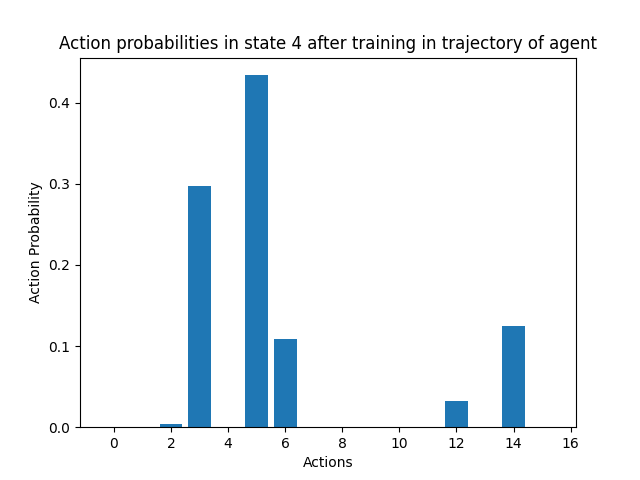 Action probabilities in state 4 after training in trajectory of agent
0.4
0.3
0.2
0.1
0.0
Action Probability
0 2 4 6 8 10 12 14 16
Actions